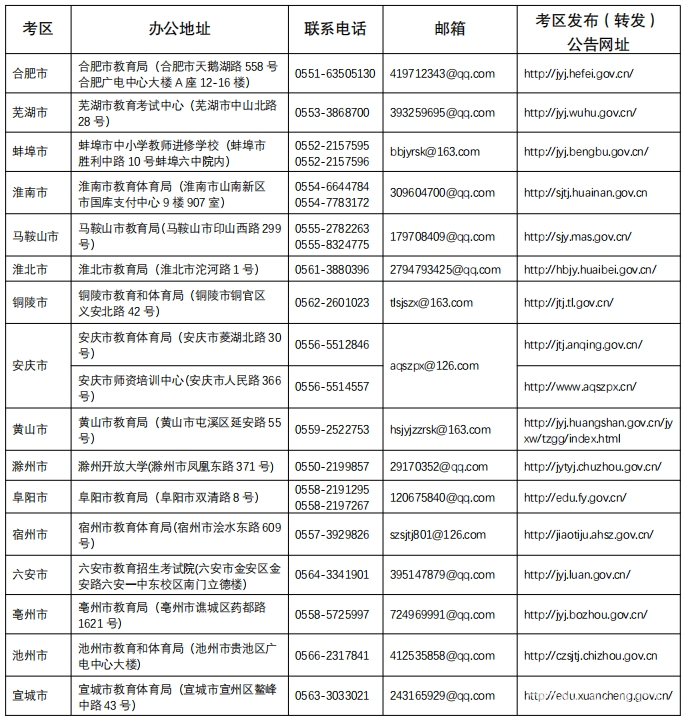 考区
办公地址
联系电话
邮箱
考区发布（转发）
公告网址
合肥市
合肥市教育局（合肥市天鹅湖路 558 号
合肥广电中心大楼 A 座 12-16 楼）
0551-63505130
419712343@qq.com
http://jyj.hefei.gov.cn/
芜湖市
芜湖市教育考试中心（芜湖市中山北路
28 号）
0553-3868700
393259695@qq.com
http://jyj.wuhu.gov.cn/
蚌埠市
蚌埠市中小学教师进修学校（蚌埠市
胜利中路 10 号蚌埠六中院内）
0552-2157595
0552-2157596
bbjyrsk@163.com
http://jyj.bengbu.gov.cn/
淮南市
淮南市教育体育局（淮南市山南新区
市国库支付中心 9 楼 907 室）
0554-6644784
0554-7783172
309604700@qq.com
http://sjtj.huainan.gov.cn
马鞍山市
马鞍山市教育局(马鞍山市印山西路 299
号)
0555-2782263
0555-8324775
179708409@qq.com
http://sjy.mas.gov.cn/
淮北市
淮北市教育局（淮北市沱河路 1 号）
0561-3880396
2794793425@qq.com
http://hbjy.huaibei.gov.cn/
铜陵市
铜陵市教育和体育局（铜陵市铜官区
义安北路 42 号）
0562-2601023
tlsjszx@163.com
http://jtj.tl.gov.cn/
安庆市
安庆市教育体育局（安庆市菱湖北路 30
号）
0556-5512846
aqszpx@126.com
http://jtj.anqing.gov.cn/
安庆市师资培训中心(安庆市人民路 366
号）
0556-5514557
http://www.aqszpx.cn/
黄山市
黄山市教育局（黄山市屯溪区延安路 55
号）
0559-2522753
hsjyjzzrsk@163.com
http://jyj.huangshan.gov.cn/jy
xw/tzgg/index.html
滁州市
滁州开放大学(滁州市凤凰东路 371 号)
0550-2199857
29170352@qq.com
http://jytyj.chuzhou.gov.cn/
阜阳市
阜阳市教育局（阜阳市双清路 8 号）
0558-2191295
0558-2197267
120675840@qq.com
http://edu.fy.gov.cn/
宿州市
宿州市教育体育局(宿州市浍水东路 609
号)
0557-3929826
szsjtj801@126.com
http://jiaotiju.ahsz.gov.cn/
六安市
六安市教育招生考试院(六安市金安区金
安路六安一中东校区南门立德楼）
0564-3341901
395147879@qq.com
http://jyj.luan.gov.cn/
亳州市
亳州市教育局（亳州市谯城区药都路
1621 号）
0558-5725997
724969991@qq.com
http://jyj.bozhou.gov.cn/
池州市
池州市教育和体育局（池州市贵池区广
电中心大楼）
0566-2317841
412535858@qq.com
http://czsjtj.chizhou.gov.cn
宣城市
宣城市教育体育局（宣城市宣州区鳌峰
中路 43 号）
0563-3033021
243165929@qq.com
http://edu.xuancheng.gov.cn/